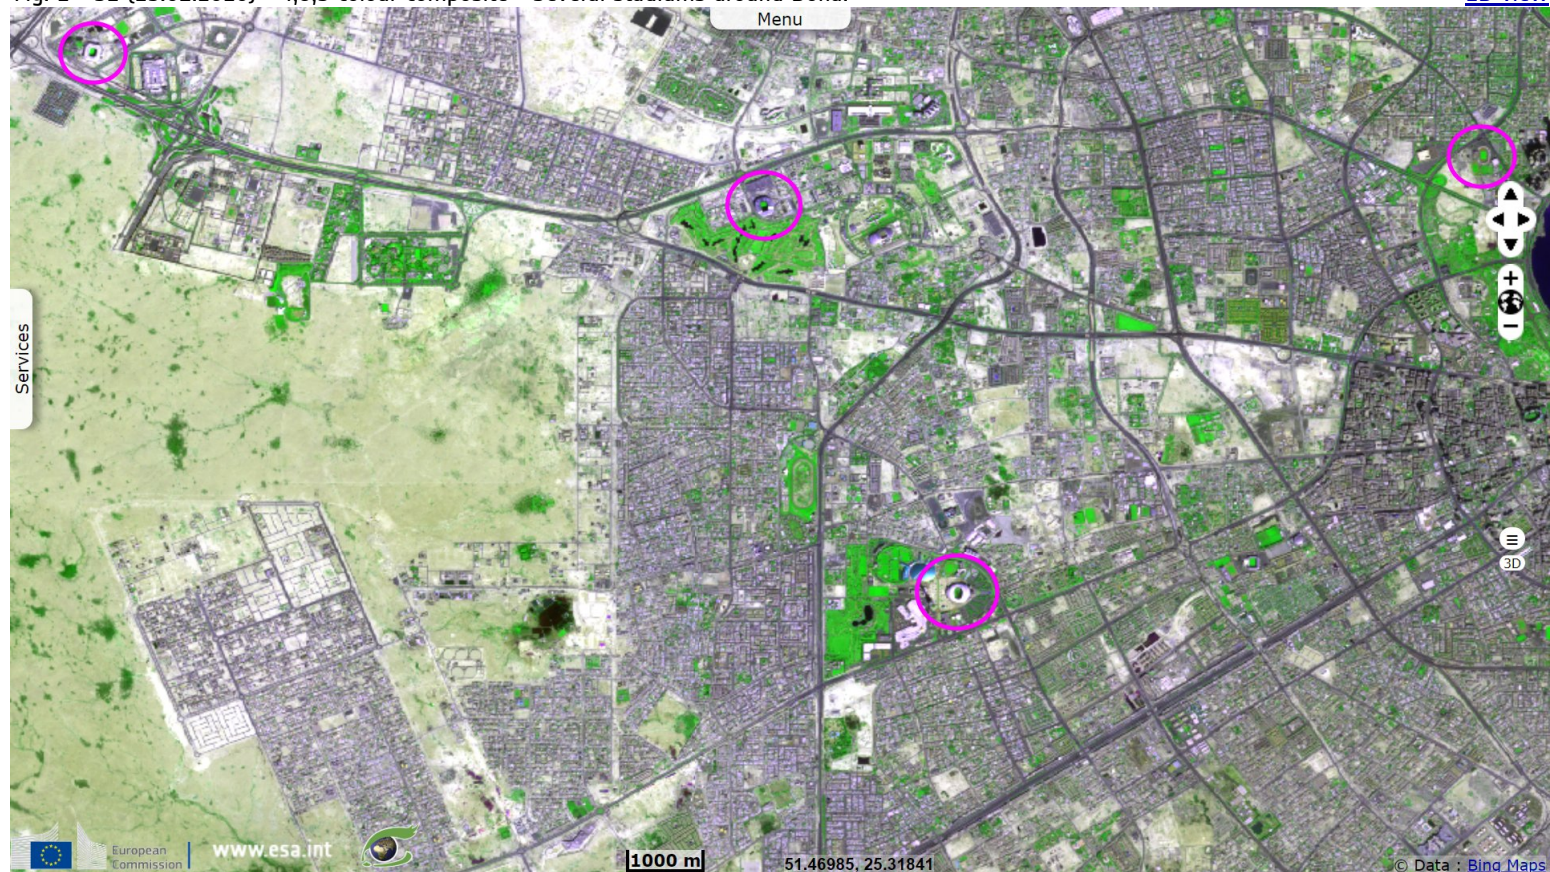 Menu
Services
3D
European
Commission
www.esa.int
1000 m
51.46985, 25.31841
© Data : Bing Maps